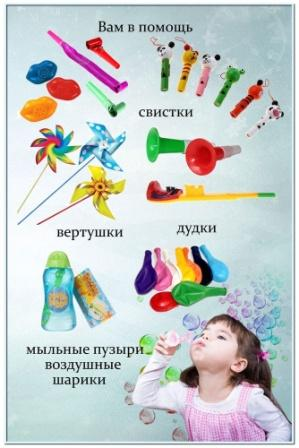 Вам в помощь
свистки
вертушки
дудки
мыльные пузыри
воздушные
шарики